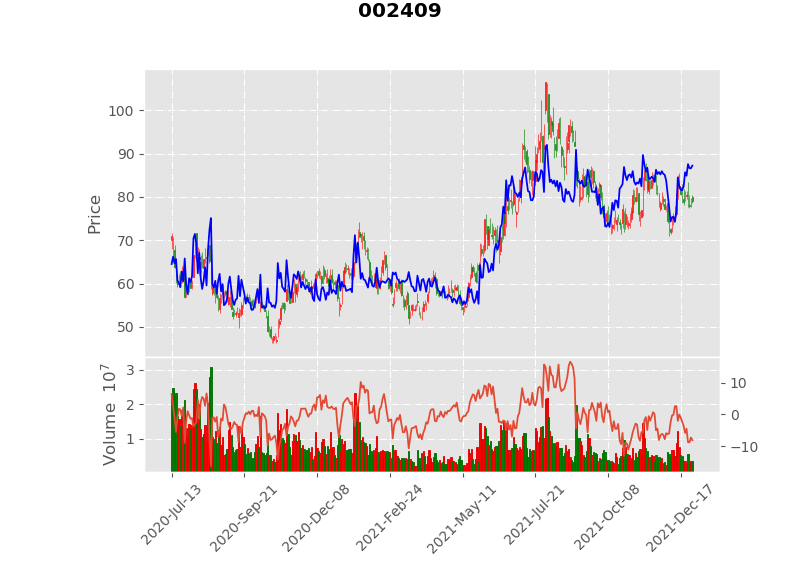 002409
Price
100
90
80
70
60
50
Volume 10^7
3
2
1
10
0
−10
2020-Jul-13
2020-Sep-21
2020-Dec-08
2021-Feb-24
2021-May-11
2021-Jul-21
2021-Oct-08
2021-Dec-17